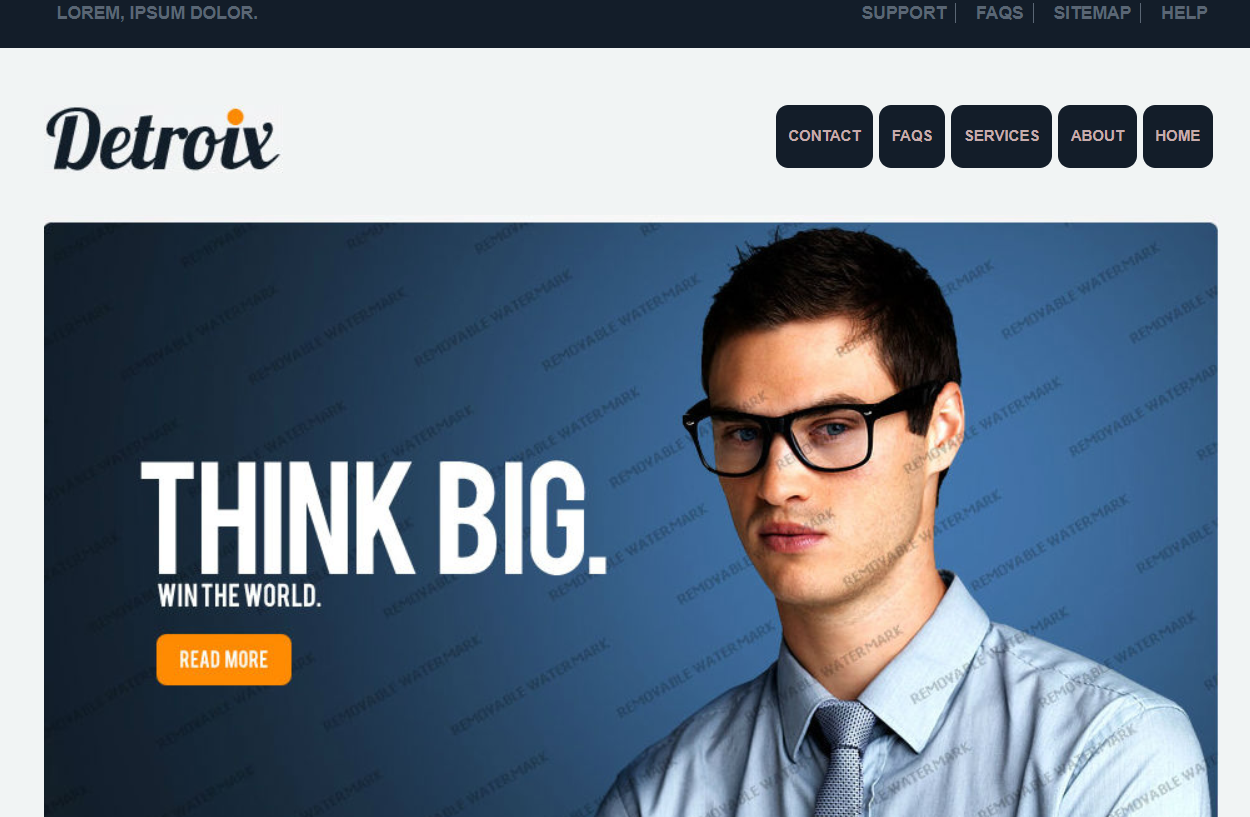 LOREM, IPSUM DOLOR.
SUPPORT FAQS SITEMAP HELP
Detroix
CONTACT FAQS SERVICES ABOUT HOME
THINK BIG.
WIN THE WORLD.
READ MORE
REMOVABLE WATERMARK